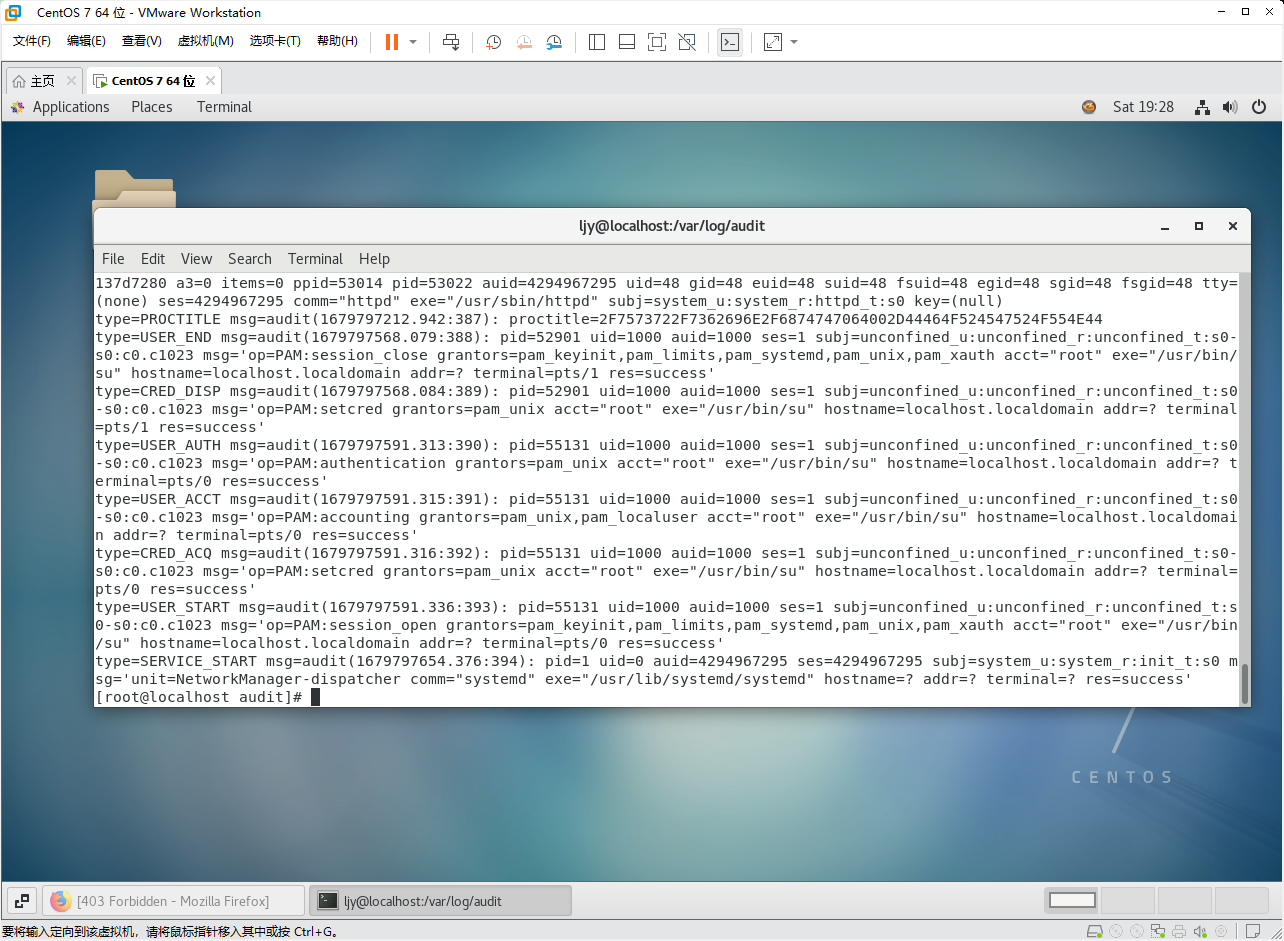 CentOS 7 64 位 - VMware Workstation
文件(F) 编辑(E) 查看(V) 虚拟机(M) 选项卡(T) 帮助(H)
主页 CentOS 7 64 位
Applications Places Terminal Sat 19:28
ljy@localhost:/var/log/audit
File Edit View Search Terminal Help
137d7280 a3=0 items=0 ppid=53014 pid=53022 auid=4294967295 uid=48 gid=48 euid=48 suid=48 fsuid=48 egid=48 sgid=48 fsgid=48 tty=
(none) ses=4294967295 comm="httpd" exe="/usr/sbin/httpd" subj=system_u:system_r:httpd_t:s0 key=(null)
type=PROCTITLE msg=audit(1679797212.942:387): proctitle=2F7573722F7362696E2F6874747064002D44464F524547524F554E44
type=USER_END msg=audit(1679797568.079:388): pid=52901 uid=1000 auid=1000 ses=1 subj=unconfined_u:unconfined_r:unconfined_t:s0-
s0:c0.c1023 msg='op=PAM:session_close grantors=pam_keyinit,pam_limits,pam_systemd,pam_unix,pam_xauth acct="root" exe="/usr/bin/
su" hostname=localhost.localdomain addr=? terminal=pts/1 res=success'
type=CRED_DISP msg=audit(1679797568.084:389): pid=52901 uid=1000 auid=1000 ses=1 subj=unconfined_u:unconfined_r:unconfined_t:s0
-s0:c0.c1023 msg='op=PAM:setcred grantors=pam_unix acct="root" exe="/usr/bin/su" hostname=localhost.localdomain addr=? terminal
=pts/1 res=success'
type=USER_AUTH msg=audit(1679797591.313:390): pid=55131 uid=1000 auid=1000 ses=1 subj=unconfined_u:unconfined_r:unconfined_t:s0
-s0:c0.c1023 msg='op=PAM:authentication grantors=pam_unix acct="root" exe="/usr/bin/su" hostname=localhost.localdomain addr=? t
erminal=pts/0 res=success'
type=USER_ACCT msg=audit(1679797591.315:391): pid=55131 uid=1000 auid=1000 ses=1 subj=unconfined_u:unconfined_r:unconfined_t:s0
-s0:c0.c1023 msg='op=PAM:accounting grantors=pam_unix,pam_localuser acct="root" exe="/usr/bin/su" hostname=localhost.localdomai
n addr=? terminal=pts/0 res=success'
type=CRED_ACQ msg=audit(1679797591.316:392): pid=55131 uid=1000 auid=1000 ses=1 subj=unconfined_u:unconfined_r:unconfined_t:s0-
s0:c0.c1023 msg='op=PAM:setcred grantors=pam_unix acct="root" exe="/usr/bin/su" hostname=localhost.localdomain addr=? terminal=
pts/0 res=success'
type=USER_START msg=audit(1679797591.336:393): pid=55131 uid=1000 auid=1000 ses=1 subj=unconfined_u:unconfined_r:unconfined_t:s
0-s0:c0.c1023 msg='op=PAM:session_open grantors=pam_keyinit,pam_limits,pam_systemd,pam_unix,pam_xauth acct="root" exe="/usr/bin
/su" hostname=localhost.localdomain addr=? terminal=pts/0 res=success'
type=SERVICE_START msg=audit(1679797654.376:394): pid=1 uid=0 auid=4294967295 ses=4294967295 subj=system_u:system_r:init_t:s0 m
sg='unit=NetworkManager-dispatcher comm="systemd" exe="/usr/lib/systemd/systemd" hostname=? addr=? terminal=? res=success'
[root@localhost audit]#
CENTOS
[403 Forbidden - Mozilla Firefox] ljy@localhost:/var/log/audit
要将输入定向到该虚拟机，请将鼠标指针移入其中或按 Ctrl+G。